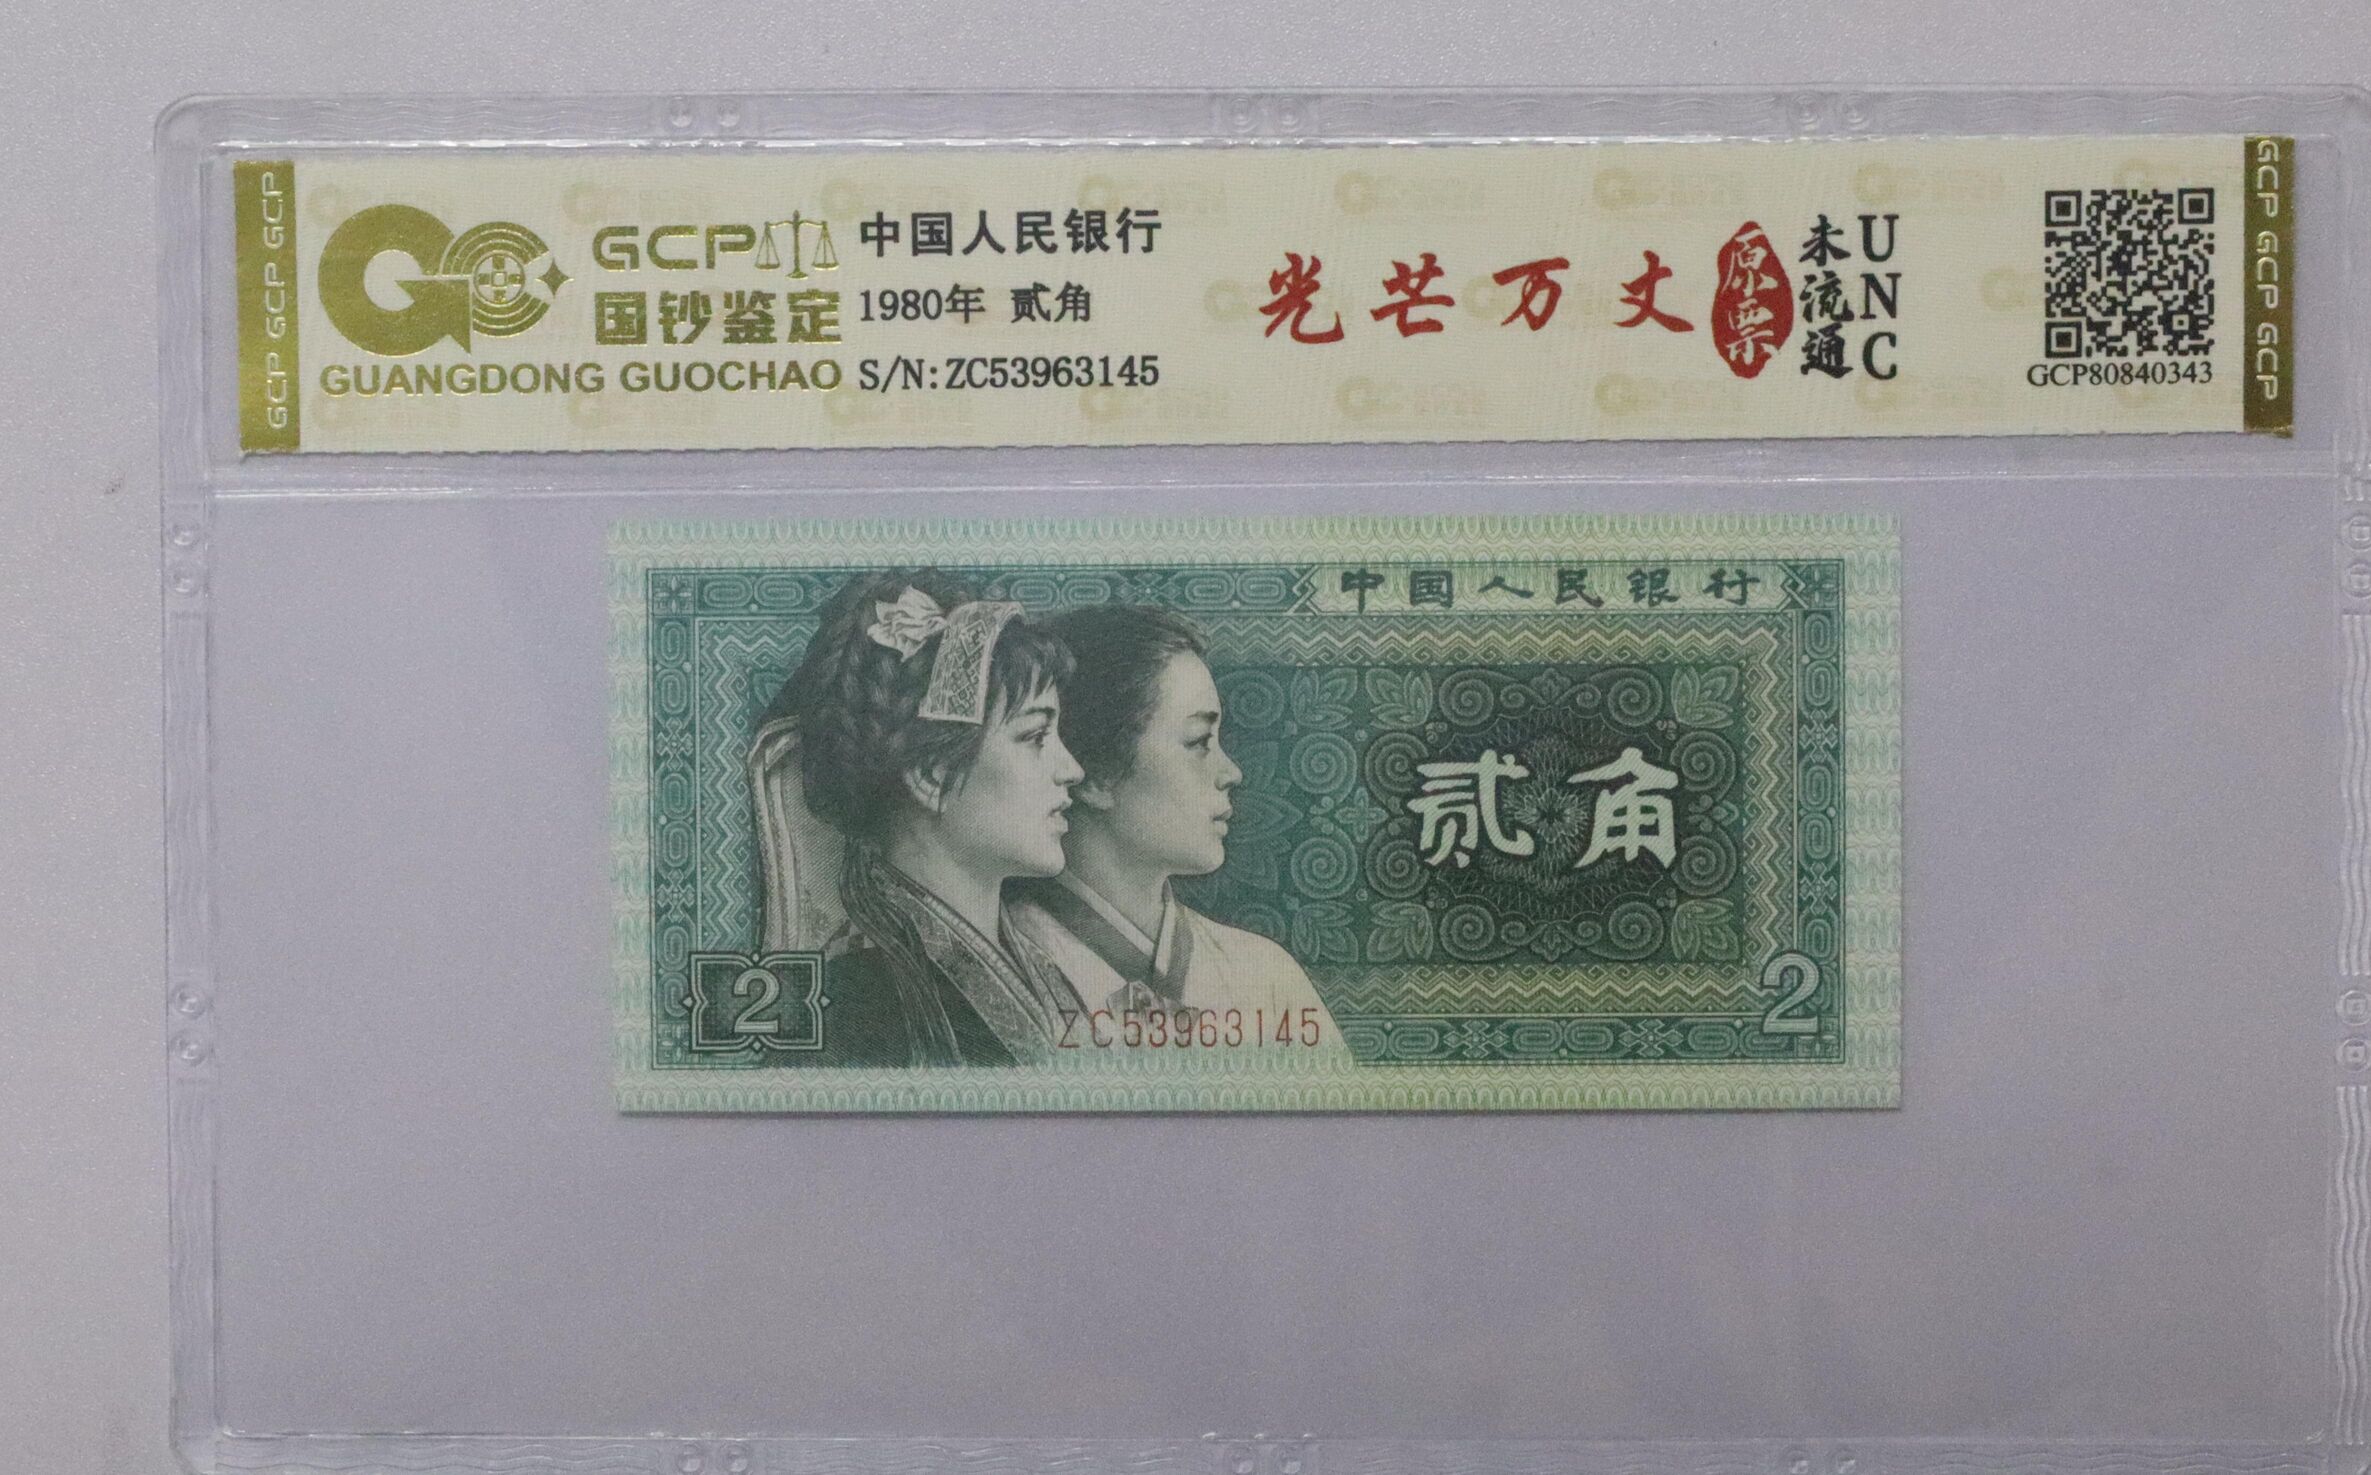 GCP GCP GCP
GCP
国钞鉴定
GUANGDONG GUOCHAO
中国人民银行
1980年 贰角
S/N:ZC53963145
光芒万丈
原票
未流通
UNC
GCP80840343
GCP GCP GCP
中国人民银行
贰角
2
ZC53963145
2